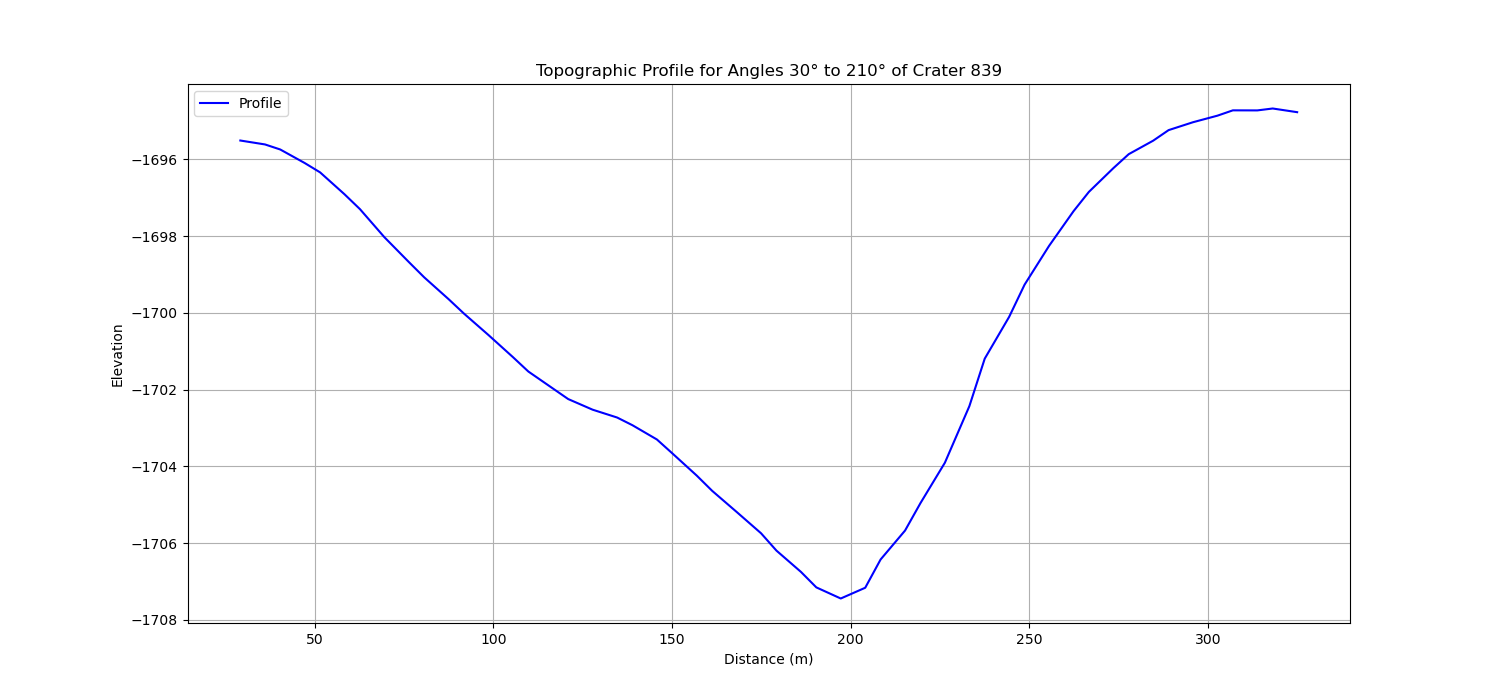 Topographic Profile for Angles 30° to 210° of Crater 839
Profile
−1696
−1698
−1700
−1702
−1704
−1706
−1708
Elevation
50 100 150 200 250 300
Distance (m)